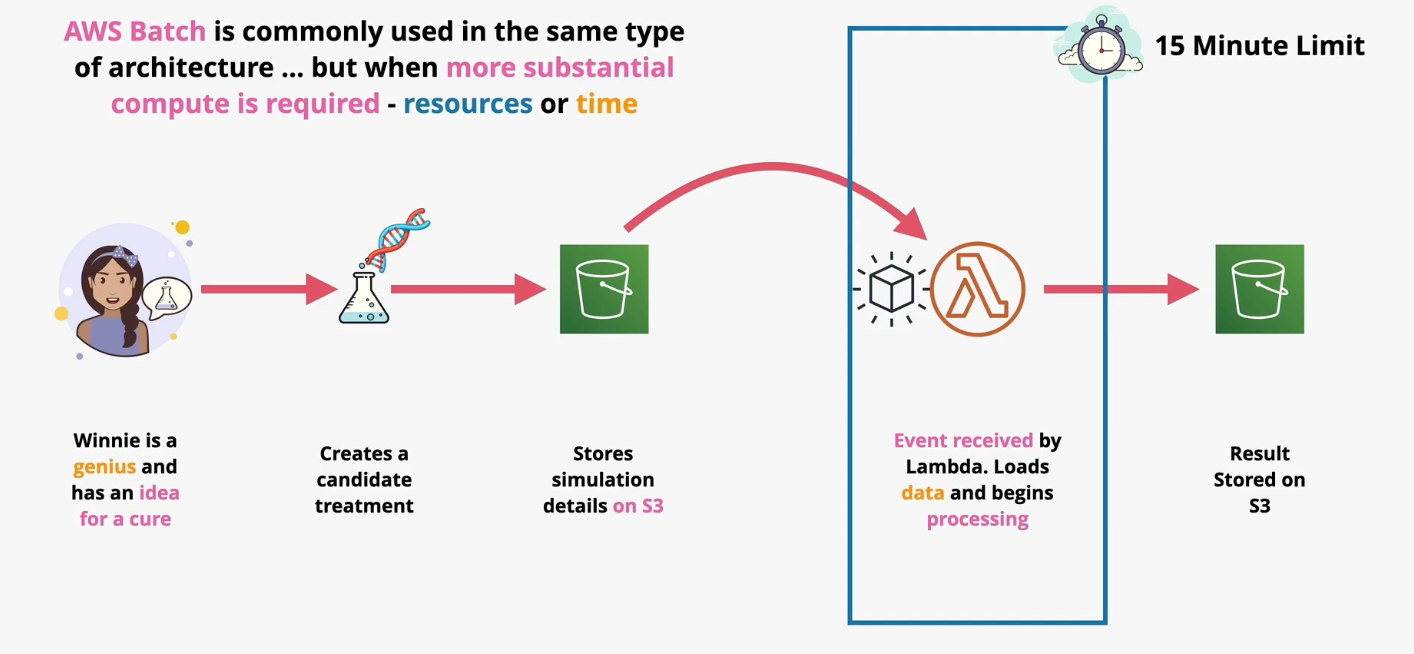 AWS Batch is commonly used in the same type
of architecture ... but when more substantial
compute is required - resources or time
15 Minute Limit
Winnie is a
genius and
has an idea
for a cure
Creates a
candidate
treatment
Stores
simulation
details on S3
Event received by
Lambda. Loads
data and begins
processing
Result
Stored on
S3